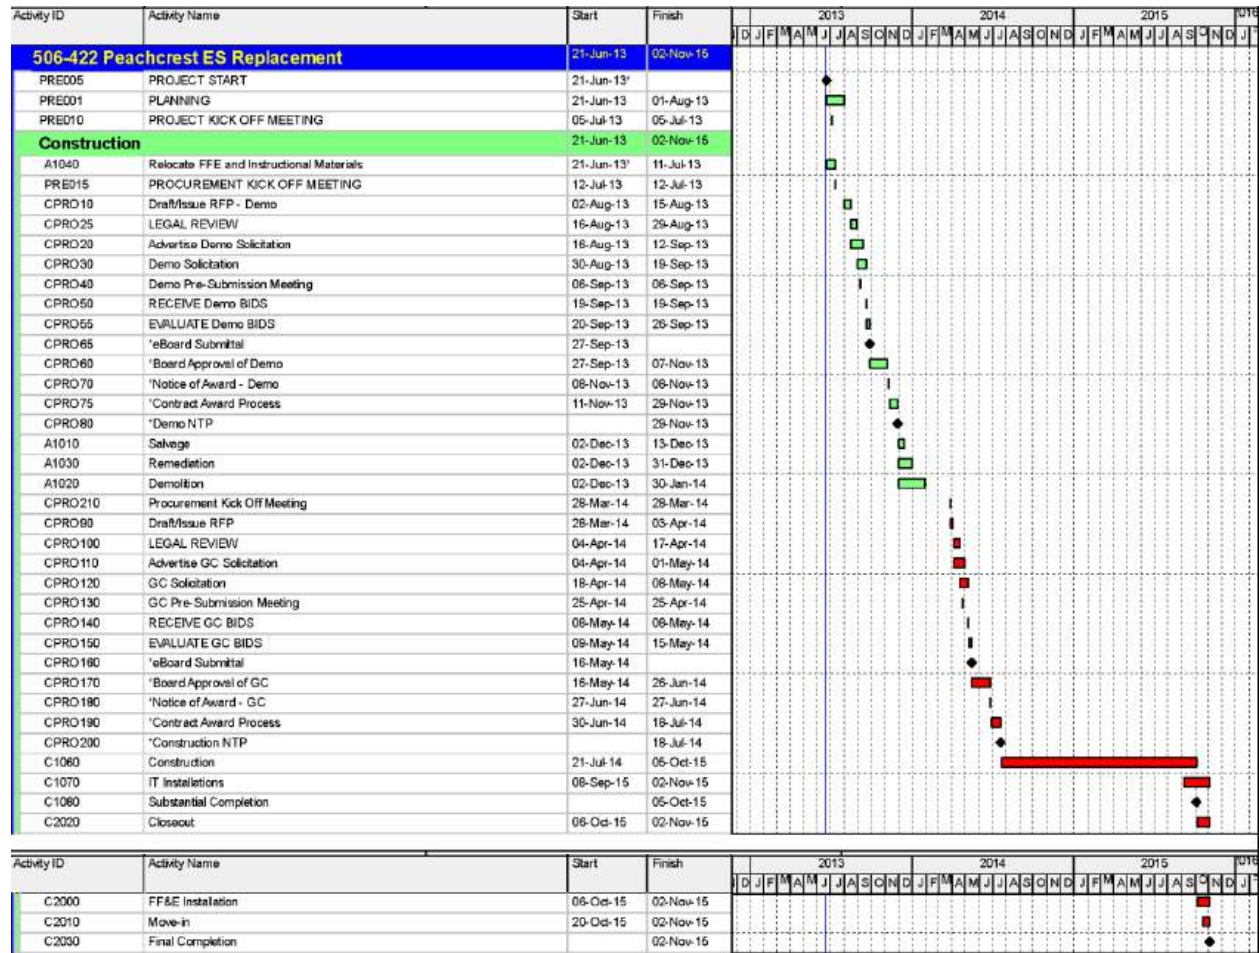 Activity ID Activity Name Start Finish 2013 2014 2015
D J F M A M J J A S O N D J F M A M J J A S O N D J F M A M J J A S O N D J
506-422 Peachcrest ES Replacement 21-Jun-13 02-Nov-15
PRE005 PROJECT START 21-Jun-13*
PRE001 PLANNING 21-Jun-13 01-Aug-13
PRE010 PROJECT KICK OFF MEETING 05-Jul-13 05-Jul-13
Construction 21-Jun-13 02-Nov-15
A1040 Relocate FFE and Instructional Materials 21-Jun-13* 11-Jul-13
PRE015 PROCUREMENT KICK OFF MEETING 12-Jul-13 12-Jul-13
CPRO10 Draft/Issue RFP - Demo 02-Aug-13 15-Aug-13
CPRO25 LEGAL REVIEW 16-Aug-13 29-Aug-13
CPRO20 Advertise Demo Solicitation 16-Aug-13 12-Sep-13
CPRO30 Demo Solicitation 30-Aug-13 19-Sep-13
CPRO40 Demo Pre-Submission Meeting 06-Sep-13 06-Sep-13
CPRO50 RECEIVE Demo BIDS 19-Sep-13 19-Sep-13
CPRO55 EVALUATE Demo BIDS 20-Sep-13 26-Sep-13
CPRO65 *eBoard Submittal 27-Sep-13
CPRO60 *Board Approval of Demo 27-Sep-13 07-Nov-13
CPRO70 *Notice of Award - Demo 08-Nov-13 08-Nov-13
CPRO75 *Contract Award Process 11-Nov-13 29-Nov-13
CPRO80 *Demo NTP 29-Nov-13
A1010 Salvage 02-Dec-13 13-Dec-13
A1030 Remediation 02-Dec-13 31-Dec-13
A1020 Demolition 02-Dec-13 30-Jan-14
CPRO210 Procurement Kick Off Meeting 28-Mar-14 28-Mar-14
CPRO90 Draft/Issue RFP 28-Mar-14 03-Apr-14
CPRO100 LEGAL REVIEW 04-Apr-14 17-Apr-14
CPRO110 Advertise GC Solicitation 04-Apr-14 01-May-14
CPRO120 GC Solicitation 18-Apr-14 08-May-14
CPRO130 GC Pre-Submission Meeting 25-Apr-14 25-Apr-14
CPRO140 RECEIVE GC BIDS 08-May-14 08-May-14
CPRO150 EVALUATE GC BIDS 09-May-14 15-May-14
CPRO160 *eBoard Submittal 16-May-14
CPRO170 *Board Approval of GC 16-May-14 26-Jun-14
CPRO180 *Notice of Award - GC 27-Jun-14 27-Jun-14
CPRO190 *Contract Award Process 30-Jun-14 18-Jul-14
CPRO200 *Construction NTP 18-Jul-14
C1060 Construction 21-Jul-14 05-Oct-15
C1070 IT Installations 08-Sep-15 02-Nov-15
C1080 Substantial Completion 05-Oct-15
C2020 Closeout 06-Oct-15 02-Nov-15
Activity ID Activity Name Start Finish 2013 2014 2015
D J F M A M J J A S O N D J F M A M J J A S O N D J F M A M J J A S O N D J
C2000 FF&E Installation 06-Oct-15 02-Nov-15
C2010 Move-in 20-Oct-15 02-Nov-15
C2030 Final Completion 02-Nov-15